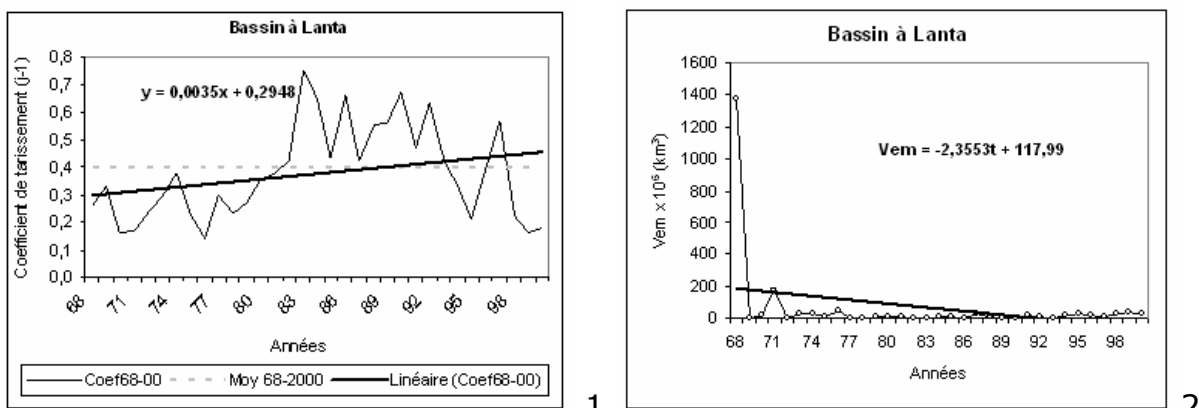 Bassin à Lanta
Coefficient de tarissement (j-1)
0,8
0,7
0,6
0,5
0,4
0,3
0,2
0,1
0,0
y = 0,0035x + 0,2948
68 71 74 77 80 83 86 89 92 95 98
Années
Coef68-00 Moy 68-2000 Linéaire (Coef68-00)
1
Bassin à Lanta
Vem x 10⁶ (km³)
1600
1400
1200
1000
800
600
400
200
0
Vem = -2,3553t + 117,99
68 71 74 77 80 83 86 89 92 95 98
Années
2